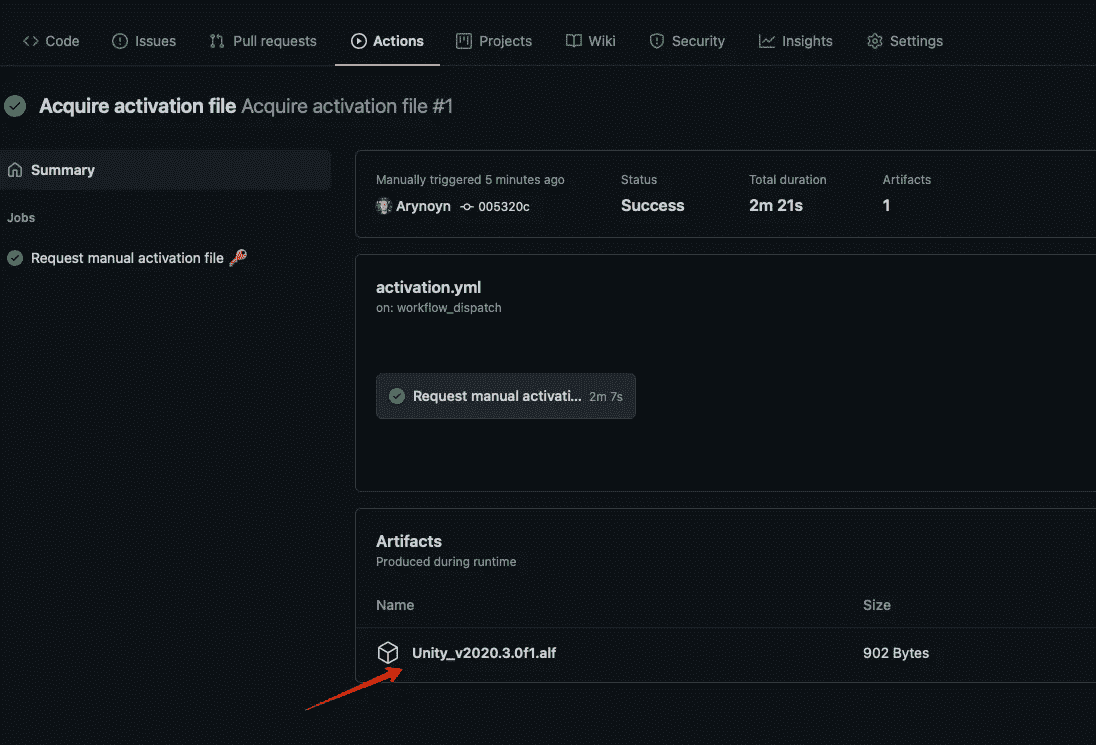 Code Issues Pull requests Actions Projects Wiki Security Insights Settings
Acquire activation file Acquire activation file #1
Summary
Jobs
Request manual activation file
Manually triggered 5 minutes ago Status Total duration Artifacts
Arynoyn 005320c Success 2m 21s 1
activation.yml
on: workflow_dispatch
Request manual activati... 2m 7s
Artifacts
Produced during runtime
Name Size
Unity_v2020.3.0f1.alf 902 Bytes